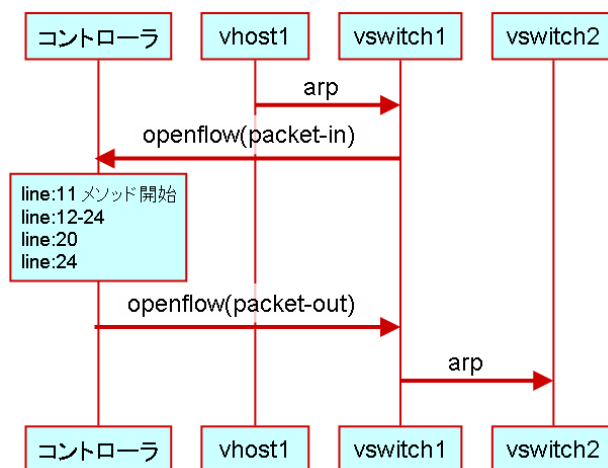 コントローラ vhost1 vswitch1 vswitch2
arp
openflow(packet-in)
line:11 メソッド開始
line:12-24
line:20
line:24
openflow(packet-out)
arp
コントローラ vhost1 vswitch1 vswitch2